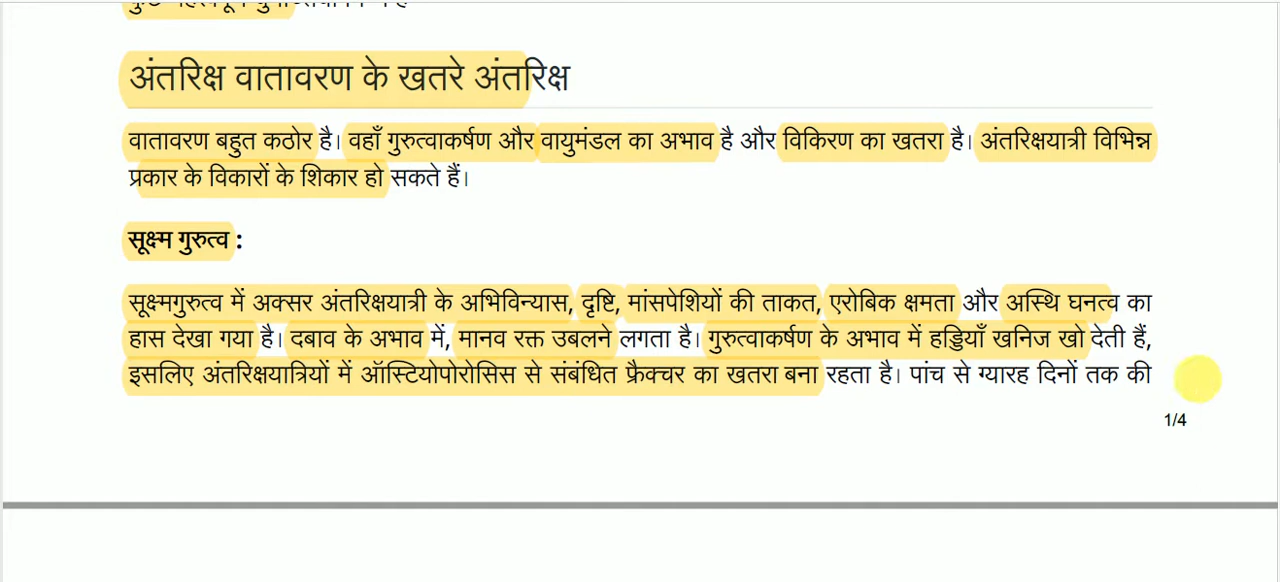 अंतरिक्ष वातावरण के खतरे अंतरिक्ष
वातावरण बहुत कठोर है। वहाँ गुरुत्वाकर्षण और वायुमंडल का अभाव है और विकिरण का खतरा है। अंतरिक्षयात्री विभिन्न
प्रकार के विकारों के शिकार हो सकते हैं।
सूक्ष्म गुरुत्व :
सूक्ष्मगुरुत्व में अक्सर अंतरिक्षयात्री के अभिविन्यास, दृष्टि, मांसपेशियों की ताकत, एरोबिक क्षमता और अस्थि घनत्व का
हास देखा गया है। दबाव के अभाव में, मानव रक्त उबलने लगता है। गुरुत्वाकर्षण के अभाव में हड्डियाँ खनिज खो देती हैं,
इसलिए अंतरिक्षयात्रियों में ऑस्टियोपोरोसिस से संबंधित फ्रैक्चर का खतरा बना रहता है। पांच से ग्यारह दिनों तक की
1/4